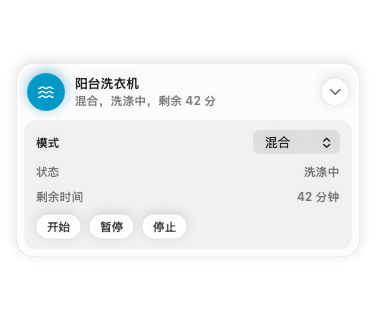 阳台洗衣机
混合，洗涤中，剩余 42 分
模式
混合
状态
洗涤中
剩余时间
42 分钟
开始 暂停 停止